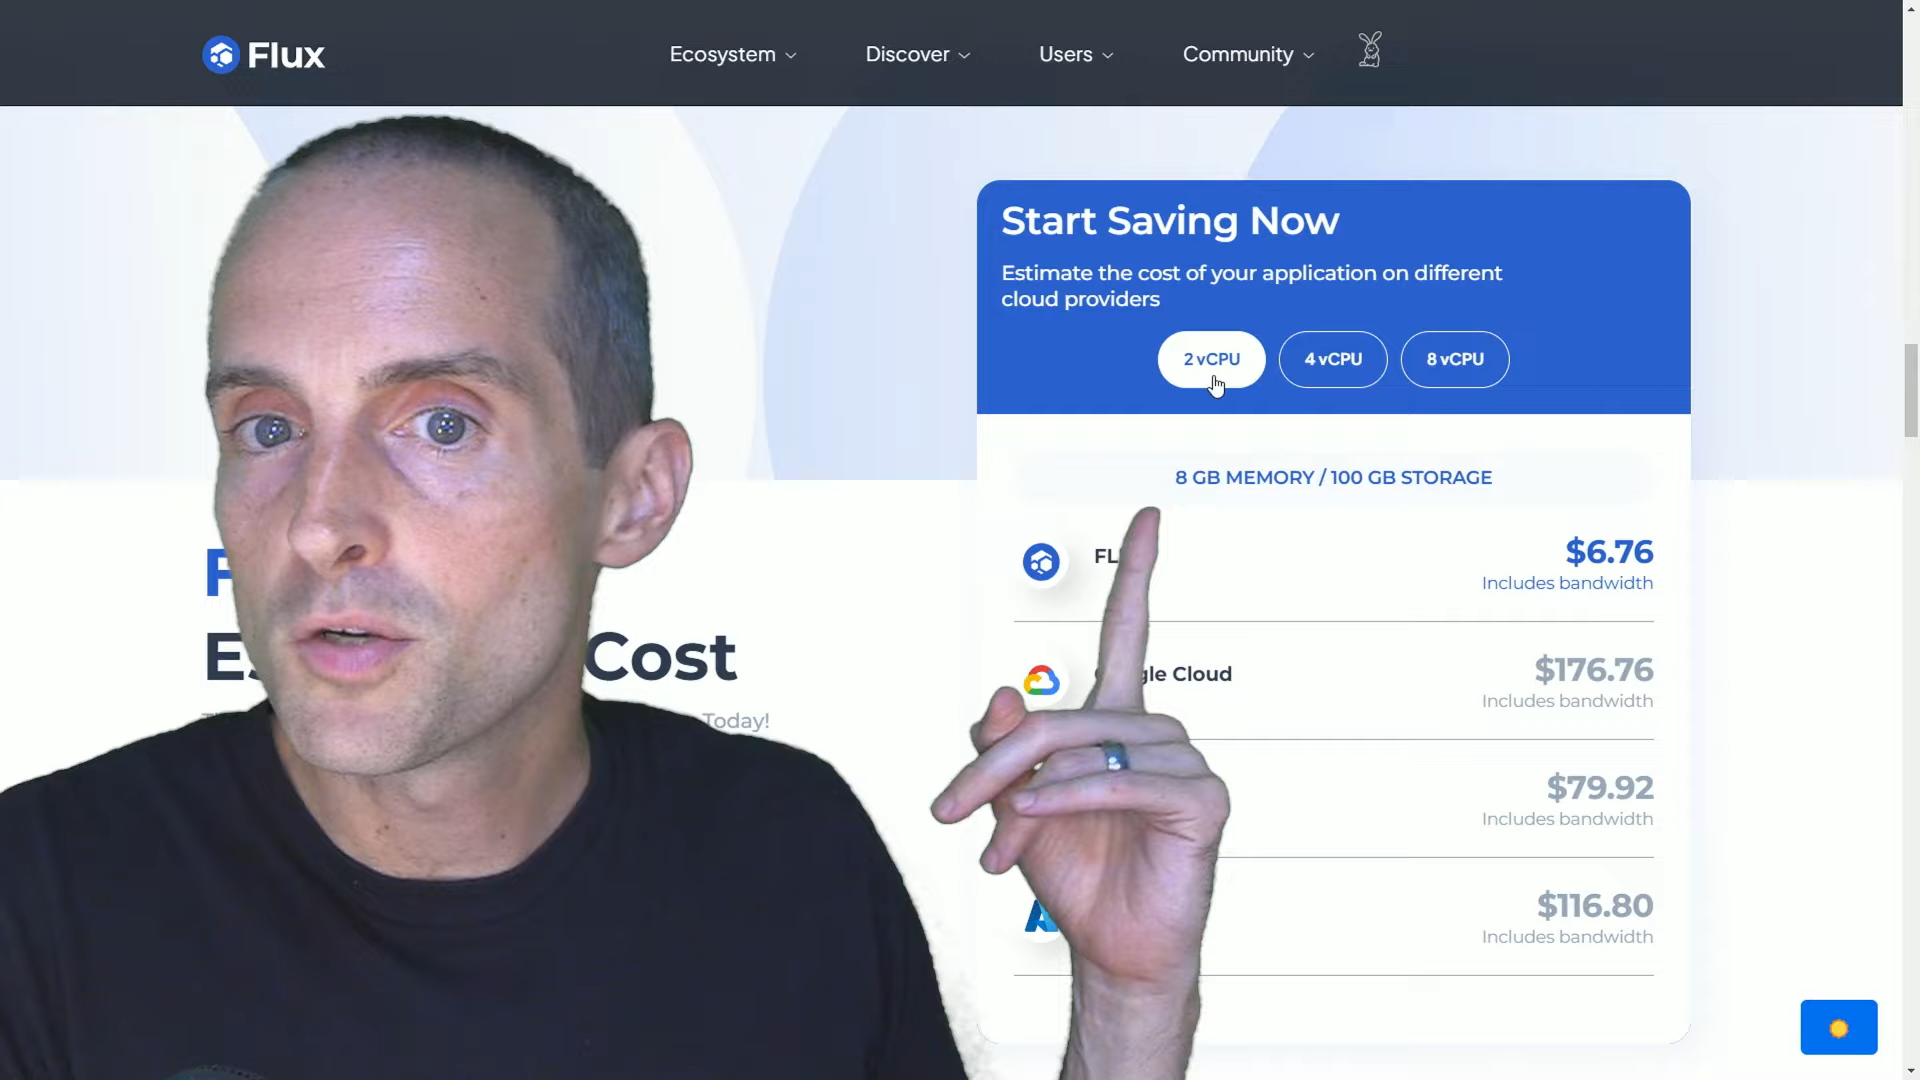 Flux
Ecosystem
Discover
Users
Community
Start Saving Now
Estimate the cost of your application on different
cloud providers
2 vCPU
4 vCPU
8 vCPU
8 GB MEMORY / 100 GB STORAGE
$6.76
Includes bandwidth
Cloud
$176.76
Includes bandwidth
$79.92
Includes bandwidth
$116.80
Includes bandwidth
Cost
Today!